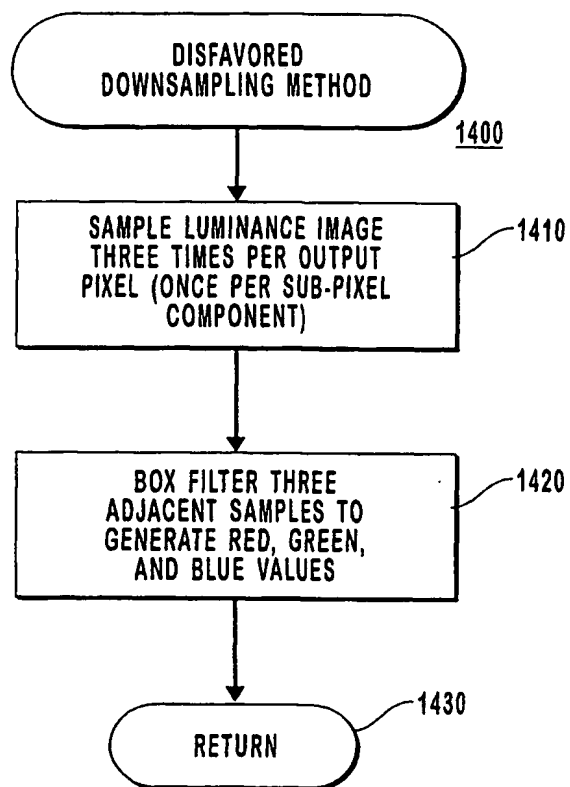 DISFAVORED
DOWNSAMPLING METHOD
1400
SAMPLE LUMINANCE IMAGE
THREE TIMES PER OUTPUT
PIXEL (ONCE PER SUB-PIXEL
COMPONENT)
1410
BOX FILTER THREE
ADJACENT SAMPLES TO
GENERATE RED, GREEN,
AND BLUE VALUES
1420
RETURN
1430